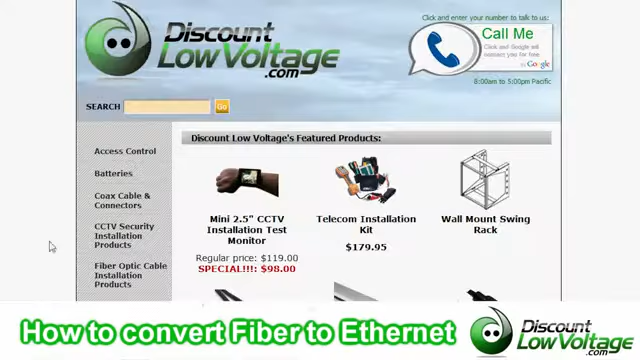 Click and enter your number to talk to us:
Discount
LowVoltage
.com
Call Me
Click and Google will
connect you for free
by Google
8:00am to 5:00pm Pacific
SEARCH
Go
Discount Low Voltage's Featured Products:
Access Control
Batteries
Coax Cable &
Connectors
CCTV Security
Installation
Products
Fiber Optic Cable
Installation
Products
Mini 2.5" CCTV
Installation Test
Monitor
Regular price: $119.00
SPECIAL!!!: $98.00
Telecom Installation
Kit
$179.95
Wall Mount Swing
Rack
How to convert Fiber to Ethernet
Discount
LowVoltage
.com